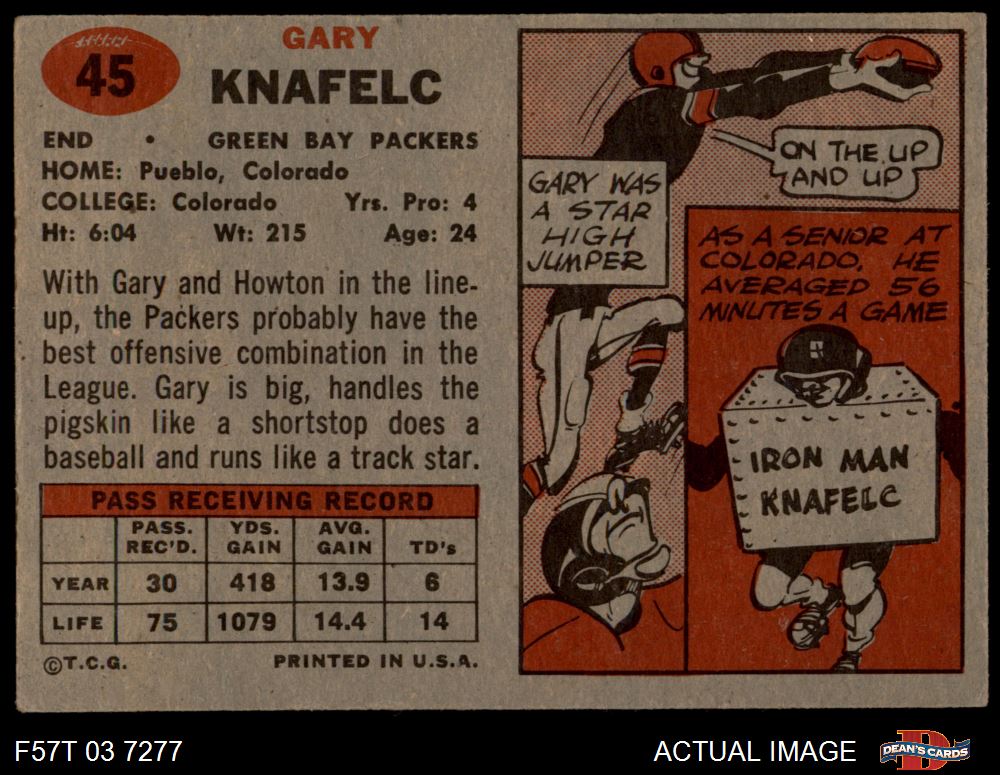 45
GARY
KNAFELC
END • GREEN BAY PACKERS
HOME: Pueblo, Colorado
COLLEGE: Colorado Yrs. Pro: 4
Ht: 6:04 Wt: 215 Age: 24
With Gary and Howton in the line-
up, the Packers probably have the
best offensive combination in the
League. Gary is big, handles the
pigskin like a shortstop does a
baseball and runs like a track star.
PASS RECEIVING RECORD
PASS. REC'D. YDS. GAIN AVG. GAIN TD's
YEAR 30 418 13.9 6
LIFE 75 1079 14.4 14
©T.C.G. PRINTED IN U.S.A.
ON THE UP
AND UP
GARY WAS
A STAR
HIGH
JUMPER
AS A SENIOR AT
COLORADO, HE
AVERAGED 56
MINUTES A GAME
IRON MAN
KNAFELC
F57T 03 7277
ACTUAL IMAGE
DEAN'S CARDS